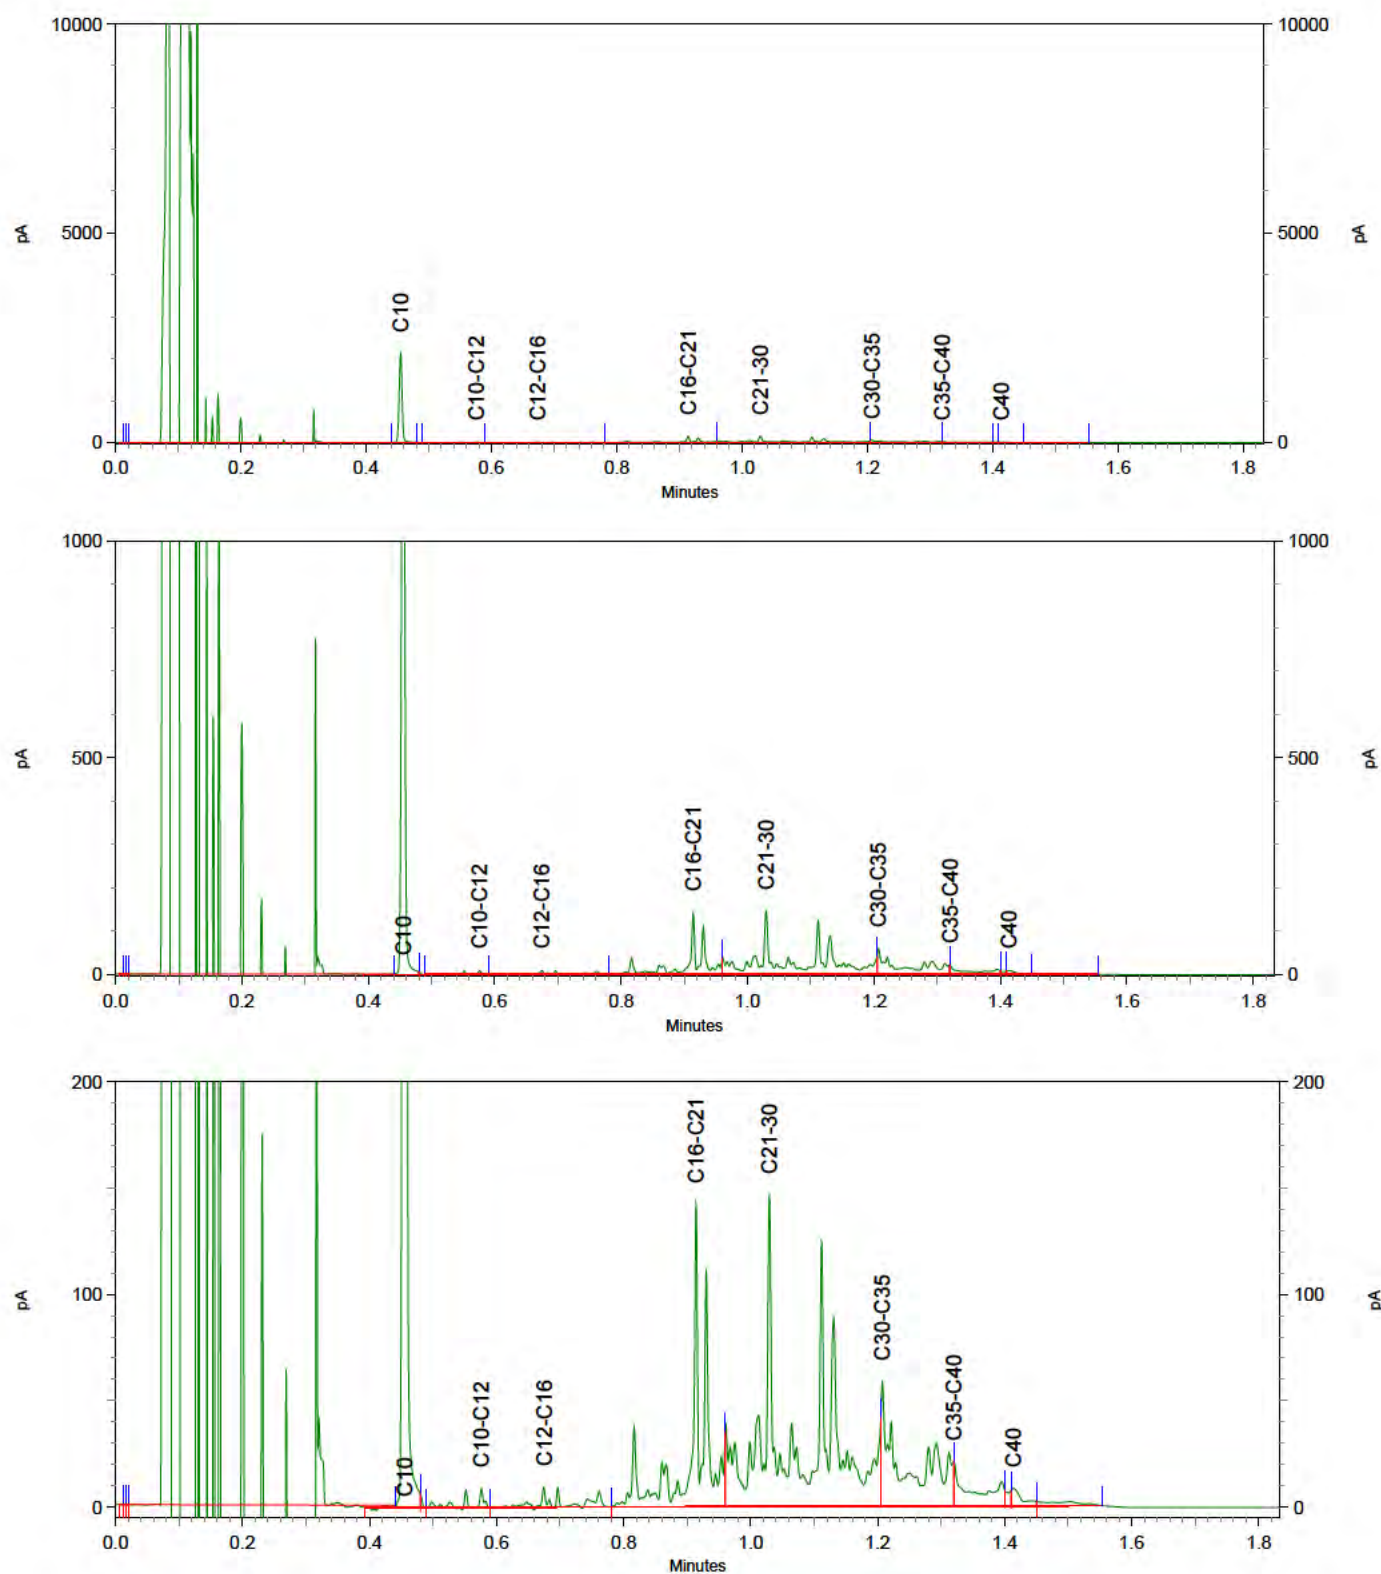 10000 10000
C10
C10-C12
C12-C16
C16-C21
C21-30
C30-C35
C35-C40
C40
pA 5000 5000 pA
0 0
0.0 0.2 0.4 0.6 0.8 1.0 1.2 1.4 1.6 1.8
Minutes
1000 1000
C10
C10-C12
C12-C16
C16-C21
C21-30
C30-C35
C35-C40
C40
pA 500 500 pA
0 0
0.0 0.2 0.4 0.6 0.8 1.0 1.2 1.4 1.6 1.8
Minutes
200 200
C10
C10-C12
C12-C16
C16-C21
C21-30
C30-C35
C35-C40
C40
pA 100 100 pA
0 0
0.0 0.2 0.4 0.6 0.8 1.0 1.2 1.4 1.6 1.8
Minutes